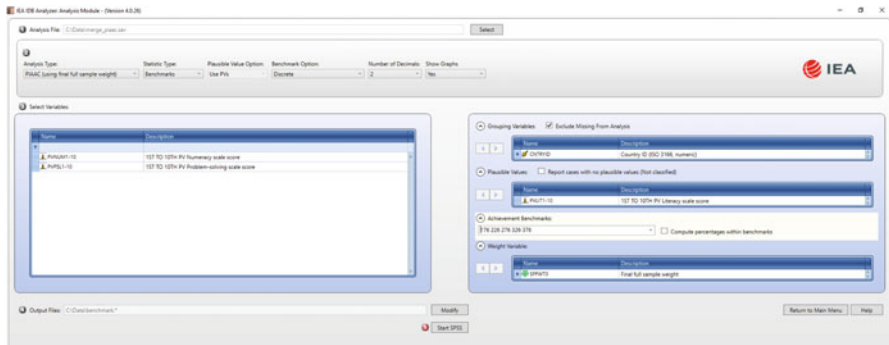 IEA IDB Analyzer: Analysis Module - (Version 4.0.26)
Analysis File: C:\Data\merge_piaac.sav Select
Analysis Type: Statistic Type: Plausible Value Option: Benchmark Option: Number of Decimals: Show Graphs
PIAAC (using final full sample weight) Benchmarks Use PVs Discrete 2 Yes
IEA
Select Variables
Name Description
PVNUM1-10 1ST TO 10TH PV Numeracy scale score
PVPSL1-10 1ST TO 10TH PV Problem-solving scale score
Grouping Variables Exclude Missing From Analysis
Name Description
CNTRYID Country ID (ISO 3166, numeric)
Plausible Values: Report cases with no plausible values (Not classified)
Name Description
PVLIT1-10 1ST TO 10TH PV Literacy scale score
Achievement Benchmarks:
176 226 276 326 376 Compute percentages within benchmarks
Weight Variable:
Name Description
SPFWT0 Final full sample weight
Output Files: C:\Data\benchmark.* Modify
Return to Main Menu Help
Start SPSS